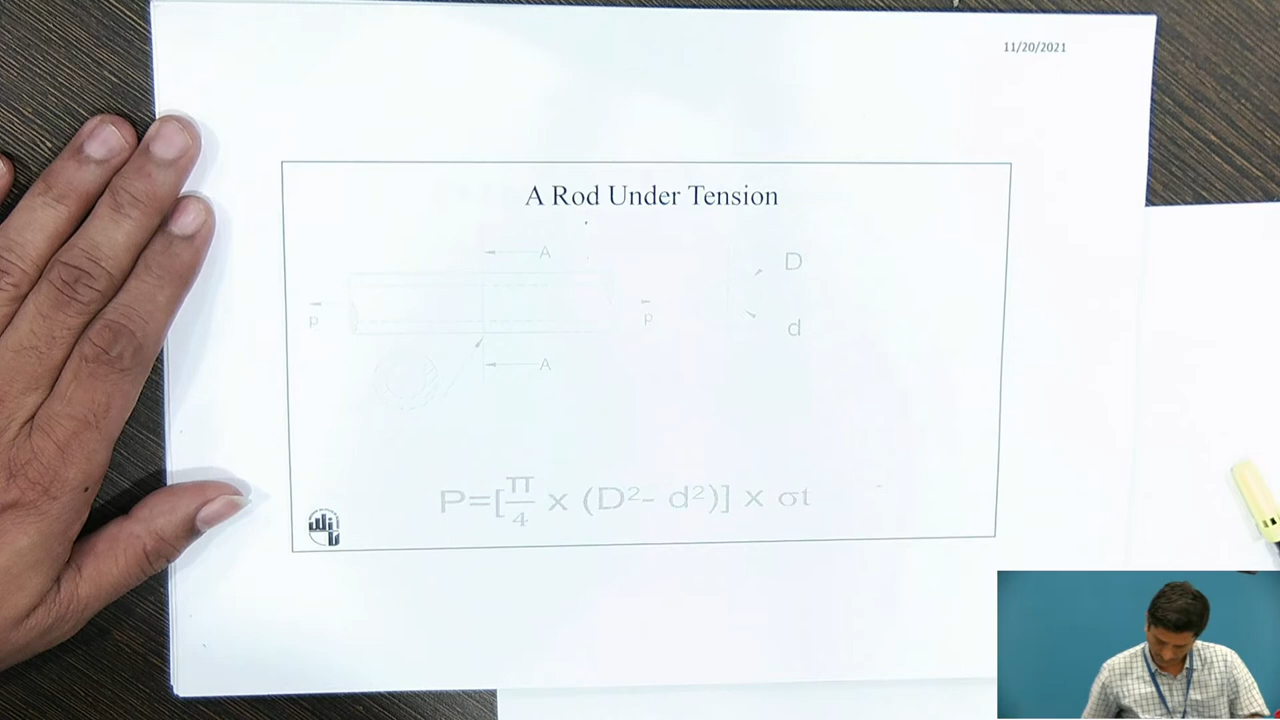 11/20/2021
A Rod Under Tension
A
D
p
p
d
A
P=[π/4 x (D²- d²)] x σt